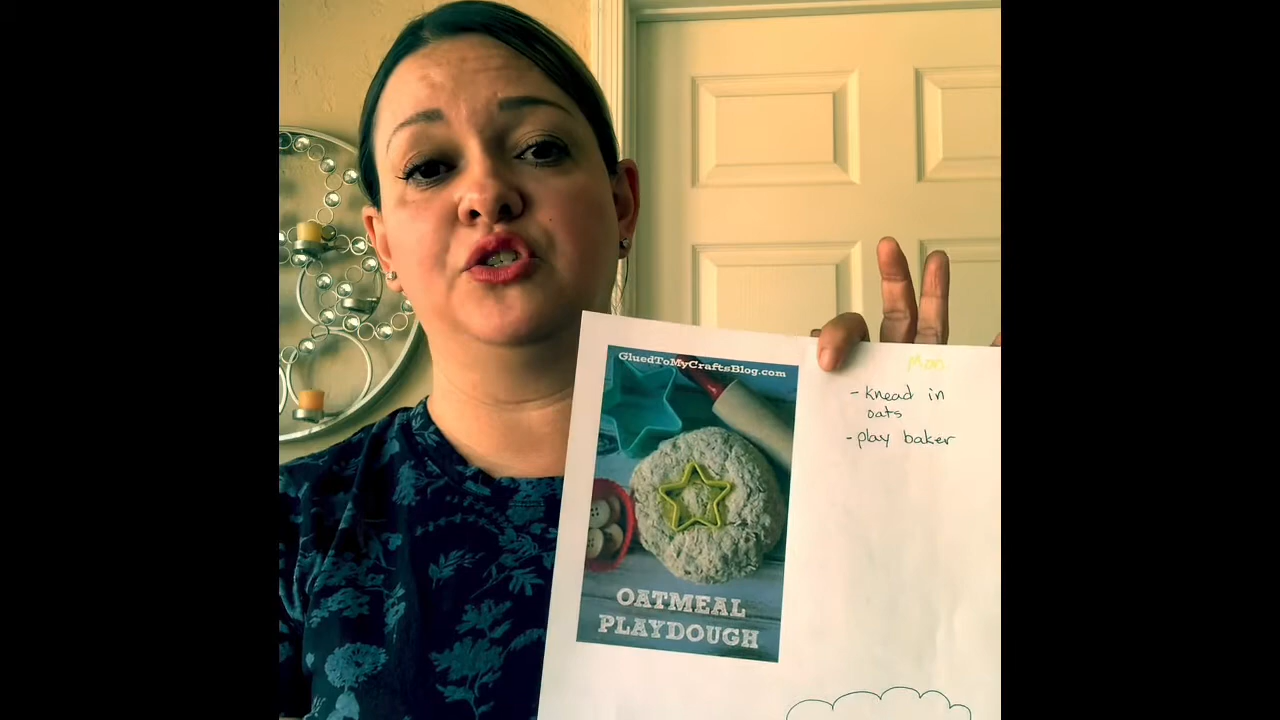 GluedToMyCraftsBlog.com
OATMEAL
PLAYDOUGH
Mon
- knead in
oats
- play baker